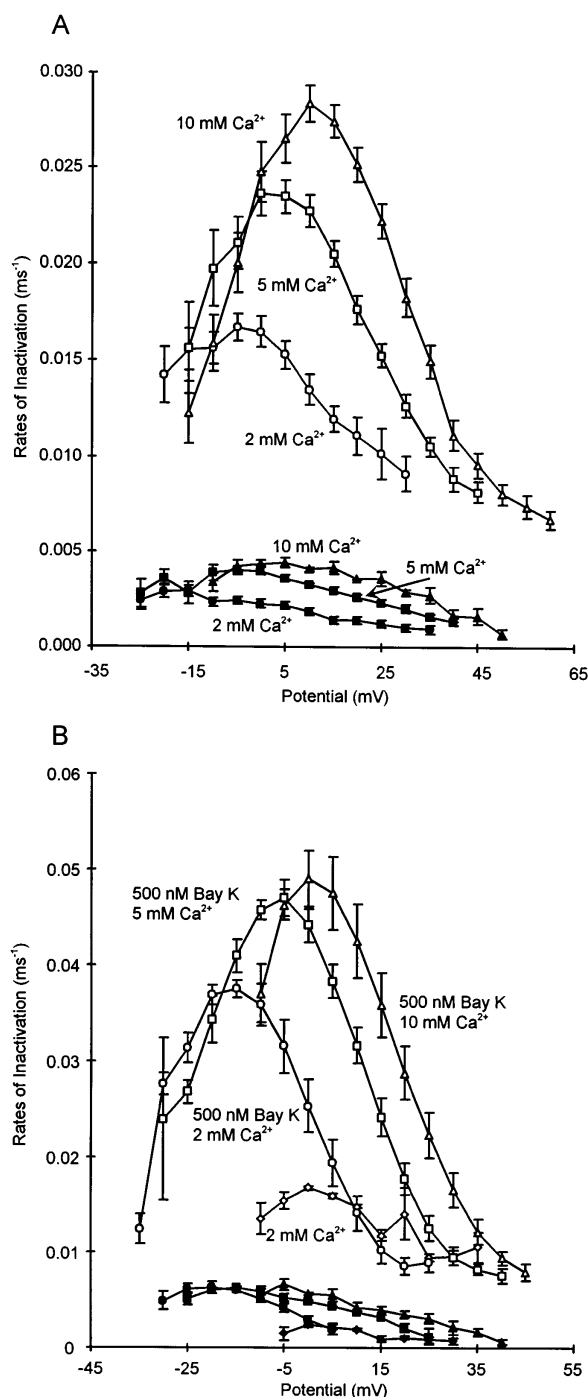 A
0.030
10 mM Ca²⁺
0.025
0.020
5 mM Ca²⁺
0.015
2 mM Ca²⁺
0.010
10 mM Ca²⁺
5 mM Ca²⁺
0.005
2 mM Ca²⁺
0.000
-35 -15 5 25 45 65
Potential (mV)
Rates of Inactivation (ms⁻¹)
B
0.06
0.05
500 nM Bay K
5 mM Ca²⁺
0.04
500 nM Bay K
10 mM Ca²⁺
0.03
500 nM Bay K
2 mM Ca²⁺
0.02
2 mM Ca²⁺
0.01
0
-45 -25 -5 15 35 55
Potential (mV)
Rates of Inactivation (ms⁻¹)